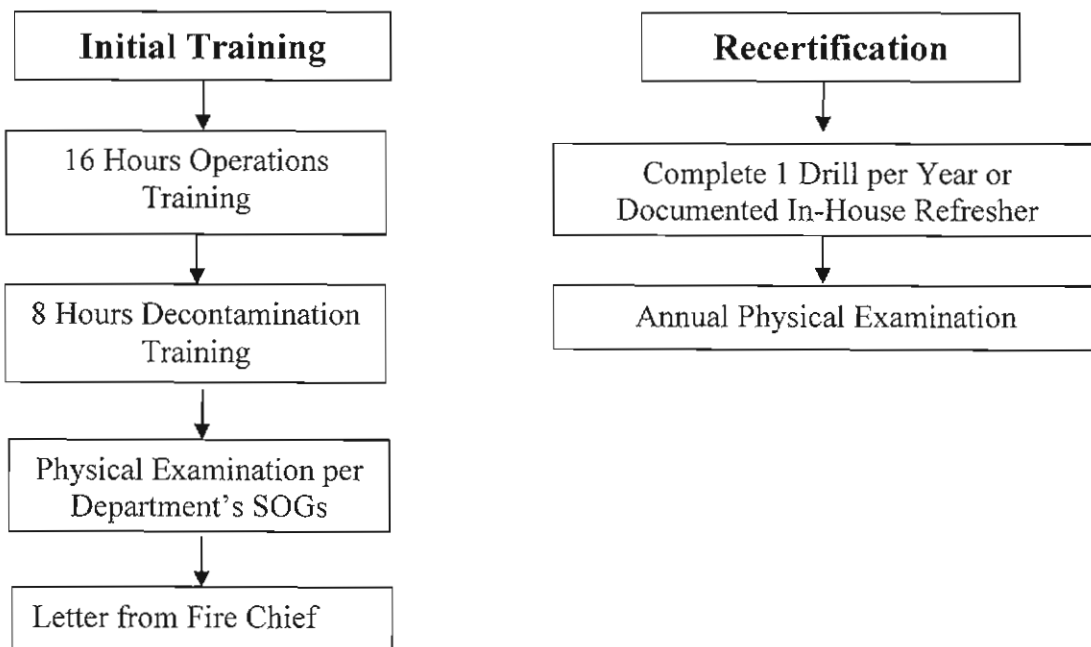 Initial Training
16 Hours Operations
Training
8 Hours Decontamination
Training
Physical Examination per
Department's SOGs
Letter from Fire Chief
Recertification
Complete 1 Drill per Year or
Documented In-House Refresher
Annual Physical Examination